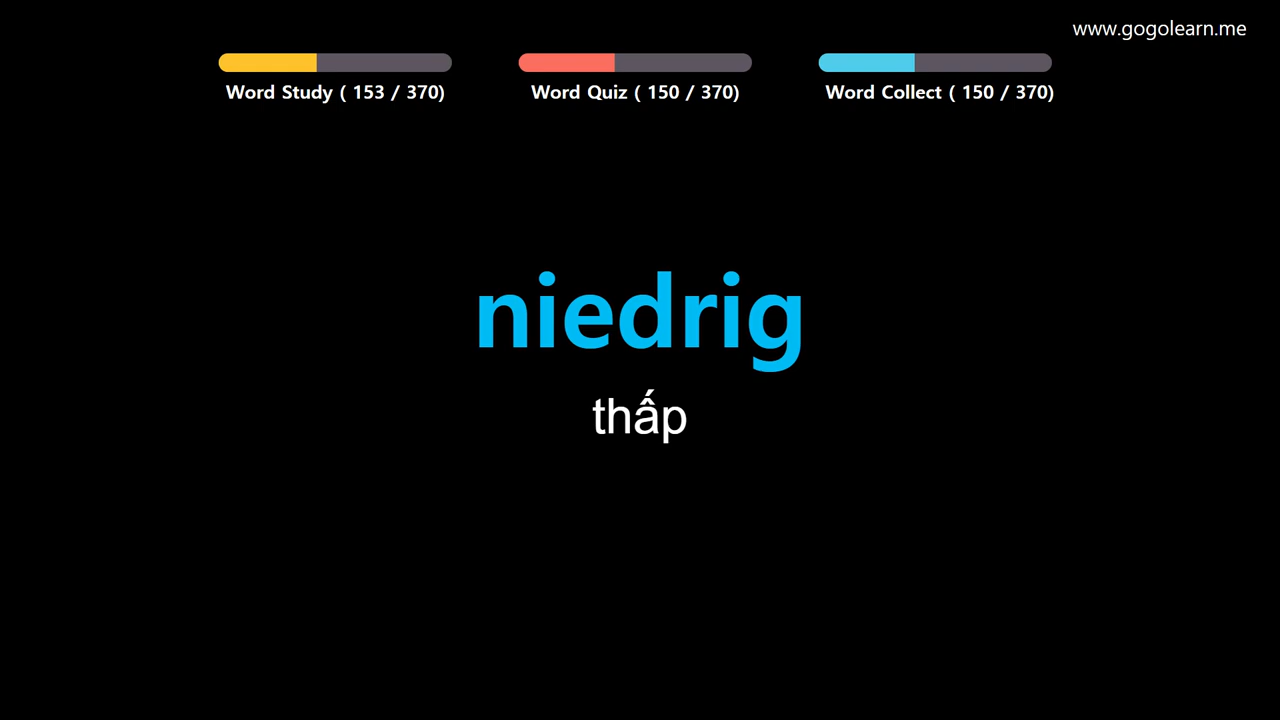 www.gogolearn.me
Word Study ( 153 / 370)
Word Quiz ( 150 / 370)
Word Collect ( 150 / 370)
niedrig
thấp